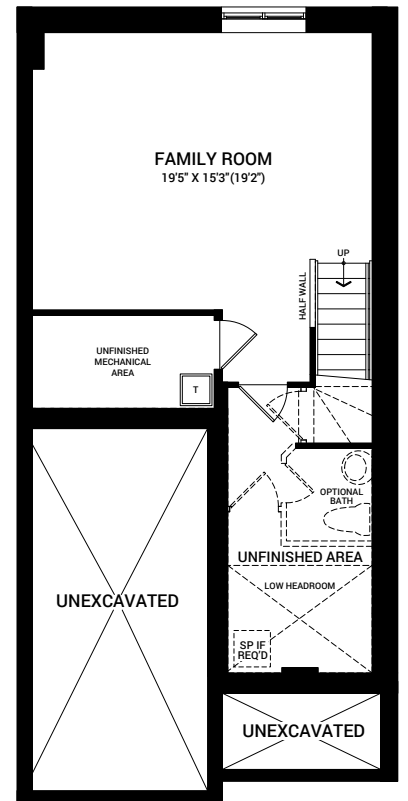 FAMILY ROOM
19'5" X 15'3"(19'2")
UP
HALF WALL
UNFINISHED
MECHANICAL
AREA
T
OPTIONAL
BATH
UNFINISHED AREA
LOW HEADROOM
UNEXCAVATED
SP IF
REQ'D
UNEXCAVATED